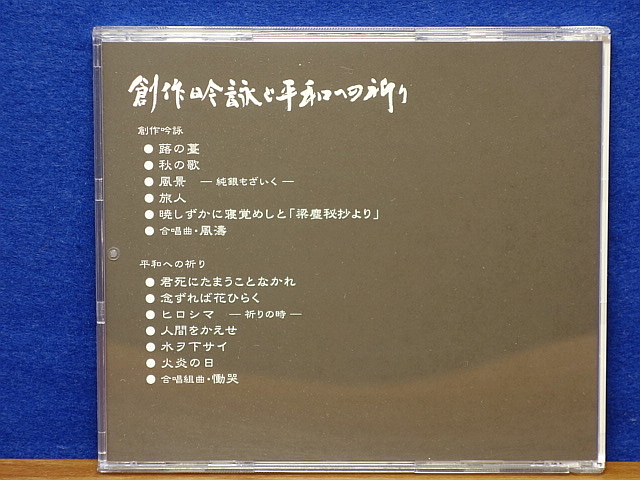 創作吟詠と平和への祈り
創作吟詠
● 蕗の薹
● 秋の歌
● 風景 ─ 純銀もざいく ─
● 旅人
● 暁しずかに寝覚めしと「梁塵秘抄より」
● 合唱曲・風濤
平和への祈り
● 君死にたまうことなかれ
● 念ずれば花ひらく
● ヒロシマ ─ 祈りの時 ─
● 人間をかえせ
● 水ヲ下サイ
● 火炎の日
● 合唱組曲・慟哭